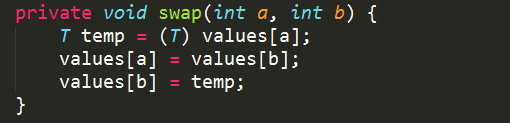 private void swap(int a, int b) {
    T temp = (T) values[a];
    values[a] = values[b];
    values[b] = temp;
}